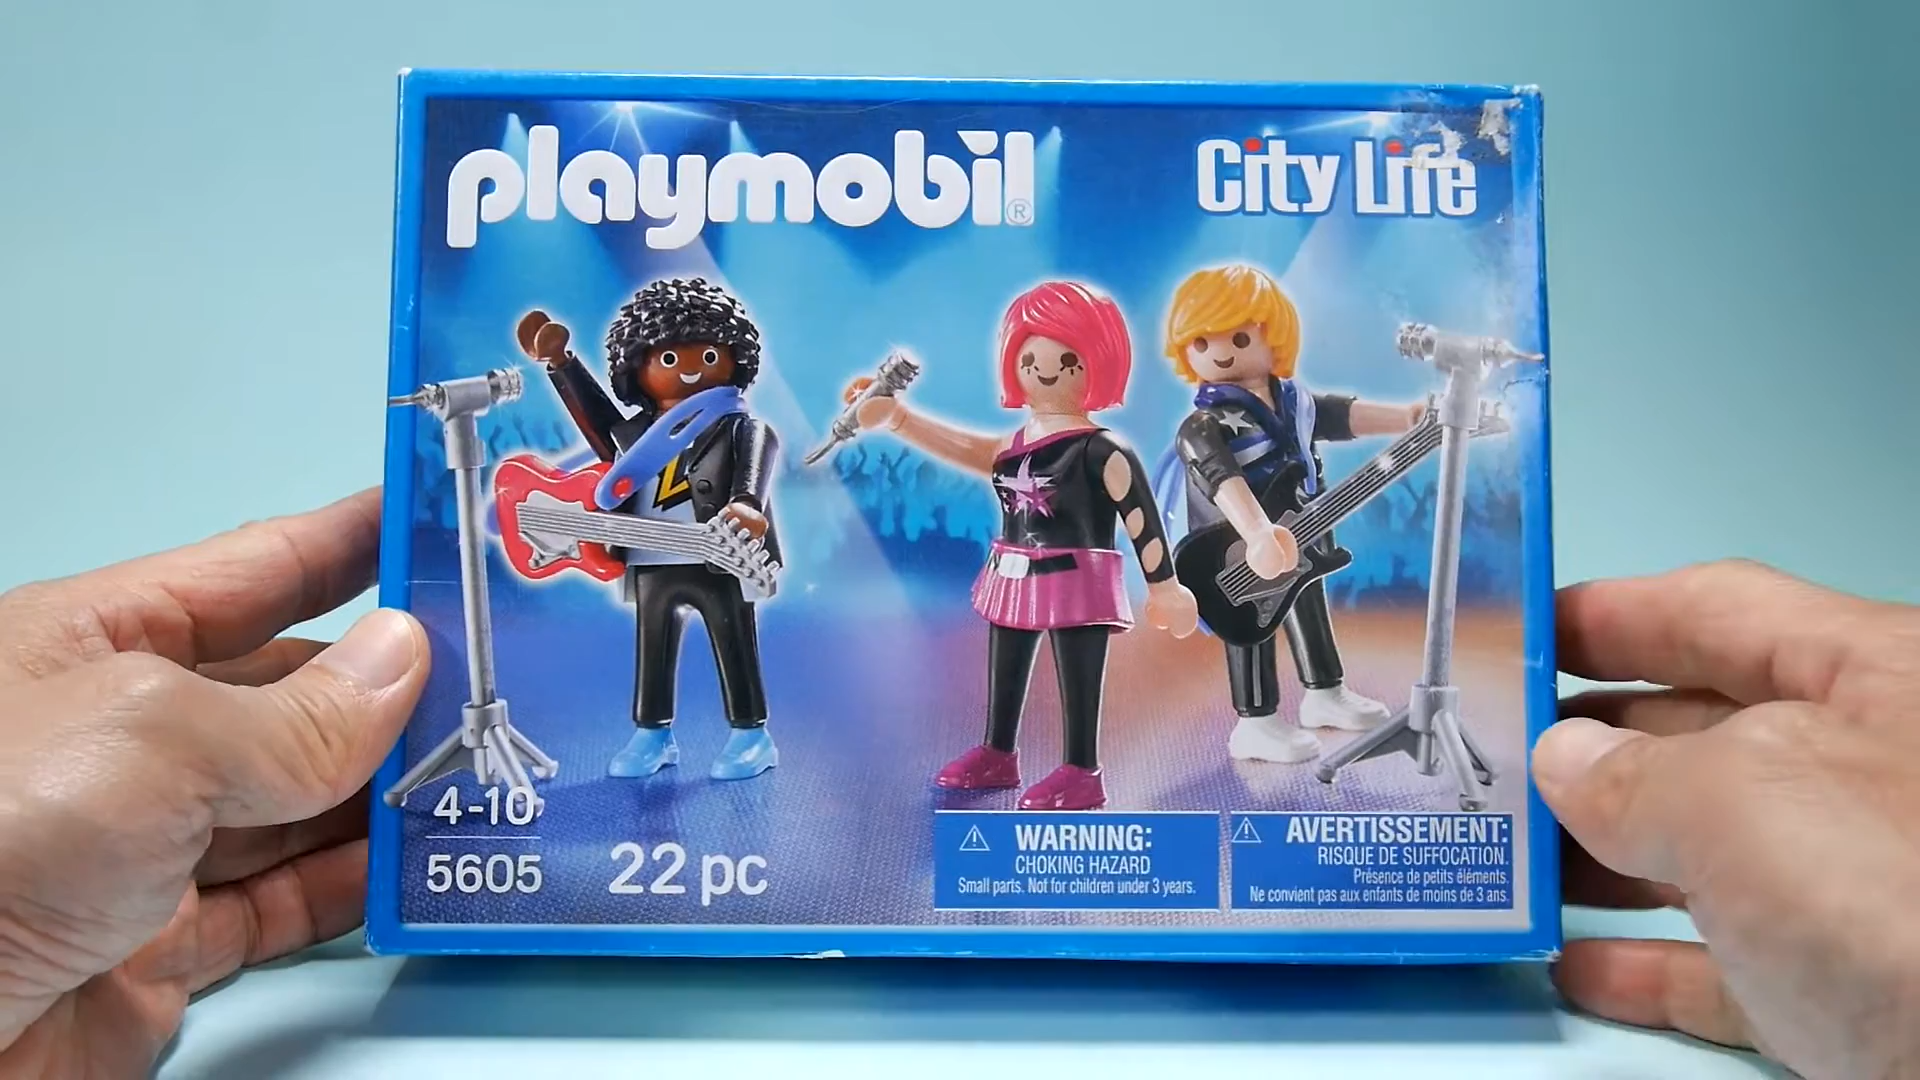 playmobil®
City Life
4-10
5605
22 pc
WARNING:
CHOKING HAZARD
Small parts. Not for children under 3 years.
AVERTISSEMENT:
RISQUE DE SUFFOCATION.
Présence de petits éléments.
Ne convient pas aux enfants de moins de 3 ans.